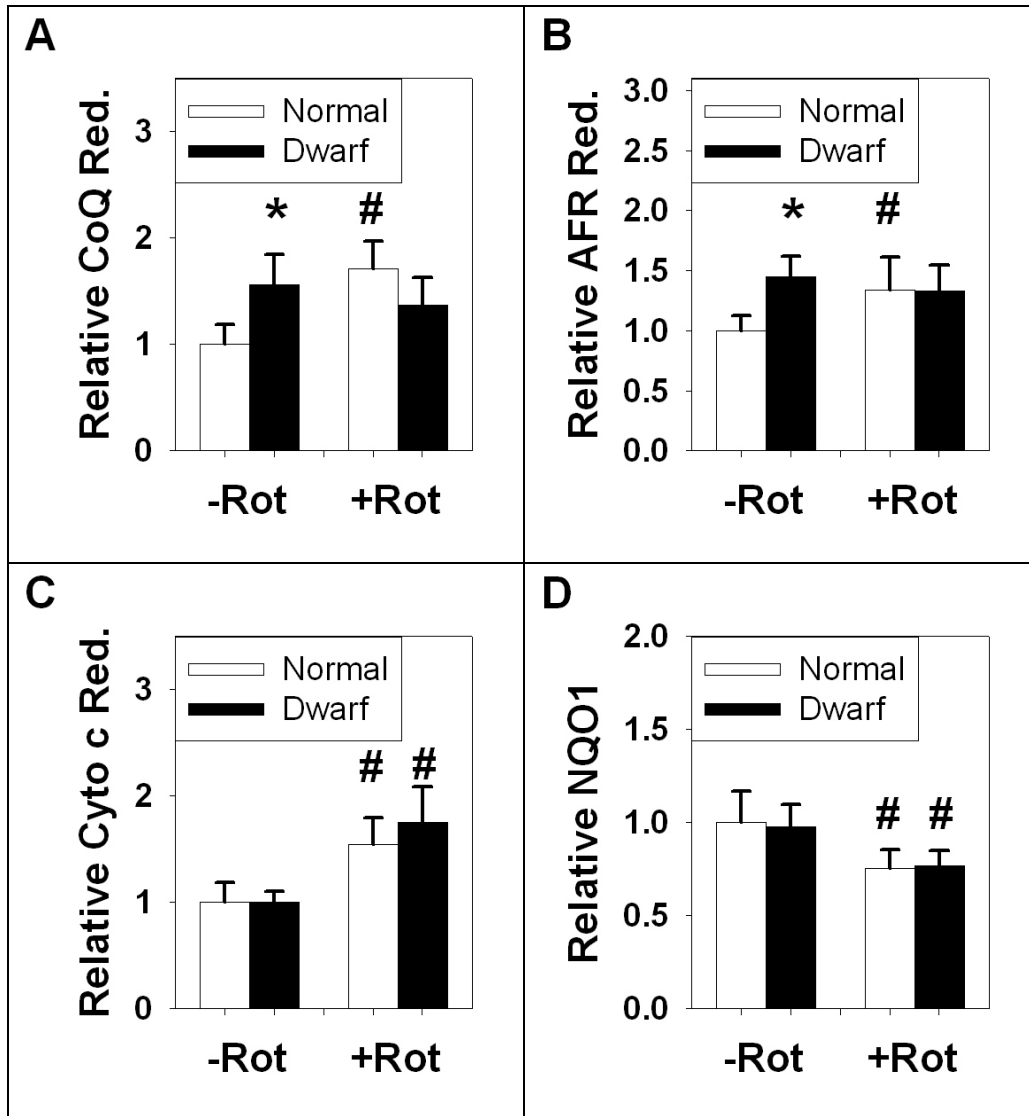 A
Relative CoQ Red.
3
2
1
0
Normal
Dwarf
*
#
-Rot
+Rot
B
Relative AFR Red.
3.0
2.5
2.0
1.5
1.0
0.5
0.0
Normal
Dwarf
*
#
-Rot
+Rot
C
Relative Cyto c Red.
3
2
1
0
Normal
Dwarf
# #
-Rot
+Rot
D
Relative NQO1
2.0
1.5
1.0
0.5
0.0
Normal
Dwarf
# #
-Rot
+Rot